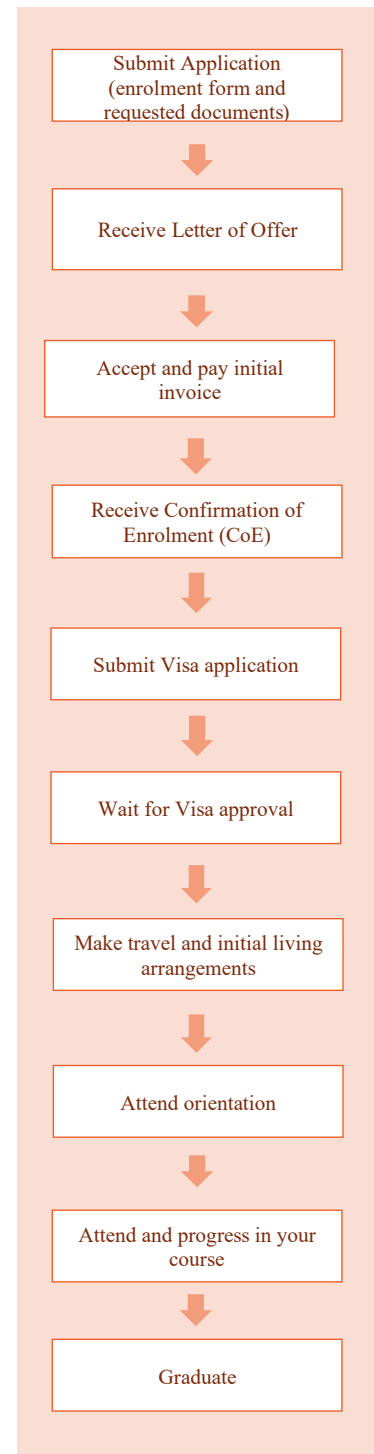 Submit Application
(enrolment form and
requested documents)
Receive Letter of Offer
Accept and pay initial
invoice
Receive Confirmation of
Enrolment (CoE)
Submit Visa application
Wait for Visa approval
Make travel and initial living
arrangements
Attend orientation
Attend and progress in your
course
Graduate